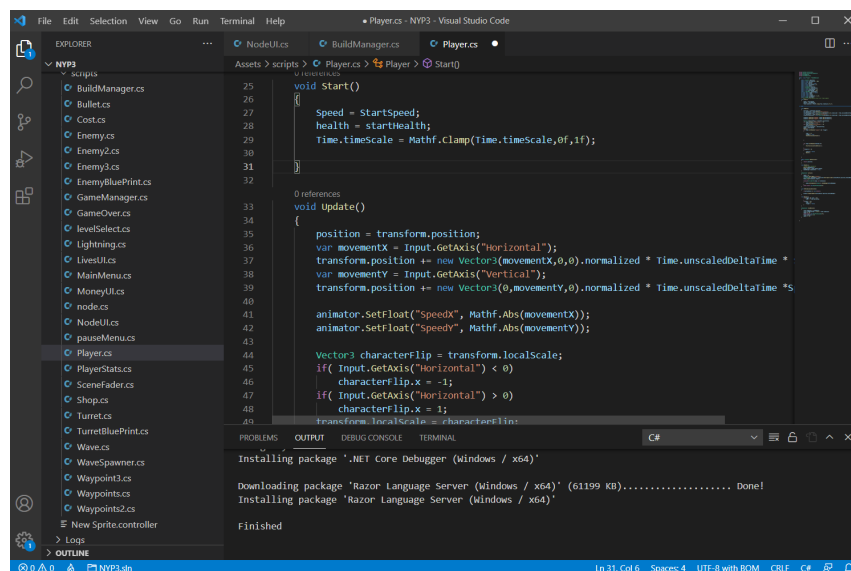 File Edit Selection View Go Run Terminal Help
● Player.cs - NYP3 - Visual Studio Code
EXPLORER
NYP3
scripts
BuildManager.cs
Bullet.cs
Cost.cs
Enemy.cs
Enemy2.cs
Enemy3.cs
EnemyBluePrint.cs
GameManager.cs
GameOver.cs
levelSelect.cs
Lightning.cs
LivesUI.cs
MainMenu.cs
MoneyUI.cs
node.cs
NodeUI.cs
pauseMenu.cs
Player.cs
PlayerStats.cs
SceneFader.cs
Shop.cs
Turret.cs
TurretBluePrint.cs
Wave.cs
WaveSpawner.cs
Waypoint3.cs
Waypoints.cs
Waypoints2.cs
New Sprite.controller
Logs
OUTLINE
NodeUI.cs BuildManager.cs Player.cs ●
Assets > scripts > Player.cs > Player > Start()
0 references
25 void Start()
26 {
27 Speed = StartSpeed;
28 health = startHealth;
29 Time.timeScale = Mathf.Clamp(Time.timeScale,0f,1f);
30
31 }
32
0 references
33 void Update()
34 {
35 position = transform.position;
36 var movementX = Input.GetAxis("Horizontal");
37 transform.position += new Vector3(movementX,0,0).normalized * Time.unscaledDeltaTime *
38 var movementY = Input.GetAxis("Vertical");
39 transform.position += new Vector3(0,movementY,0).normalized * Time.unscaledDeltaTime *S
40
41 animator.SetFloat("SpeedX", Mathf.Abs(movementX));
42 animator.SetFloat("SpeedY", Mathf.Abs(movementY));
43
44 Vector3 characterFlip = transform.localScale;
45 if( Input.GetAxis("Horizontal") < 0)
46 characterFlip.x = -1;
47 if( Input.GetAxis("Horizontal") > 0)
48 characterFlip.x = 1;
49 transform.localScale = characterFlip;
PROBLEMS OUTPUT DEBUG CONSOLE TERMINAL C#
Installing package '.NET Core Debugger (Windows / x64)'
Downloading package 'Razor Language Server (Windows / x64)' (61199 KB)................... Done!
Installing package 'Razor Language Server (Windows / x64)'
Finished
0 0 NYP3.sln Ln 31, Col 6 Spaces: 4 UTF-8 with BOM CRLF C#